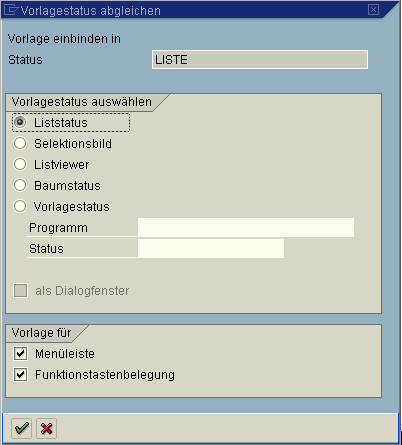 Vorlagestatus abgleichen
Vorlage einbinden in
Status LISTE
Vorlagestatus auswählen
Liststatus
Selektionsbild
Listviewer
Baumstatus
Vorlagestatus
Programm
Status
als Dialogfenster
Vorlage für
Menüleiste
Funktionstastenbelegung